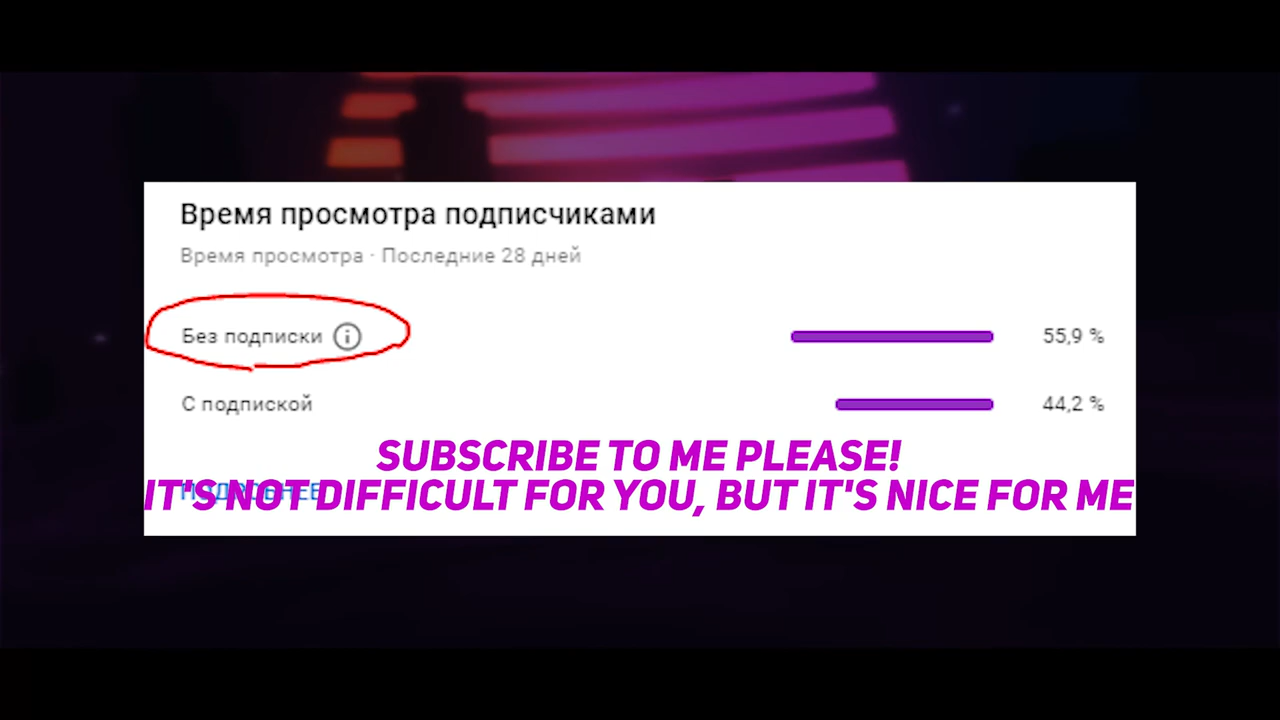 Время просмотра подписчиками
Время просмотра · Последние 28 дней
Без подписки 55,9 %
С подпиской 44,2 %
SUBSCRIBE TO ME PLEASE!
ПОДРОБНЕЕ
IT'S NOT DIFFICULT FOR YOU, BUT IT'S NICE FOR ME